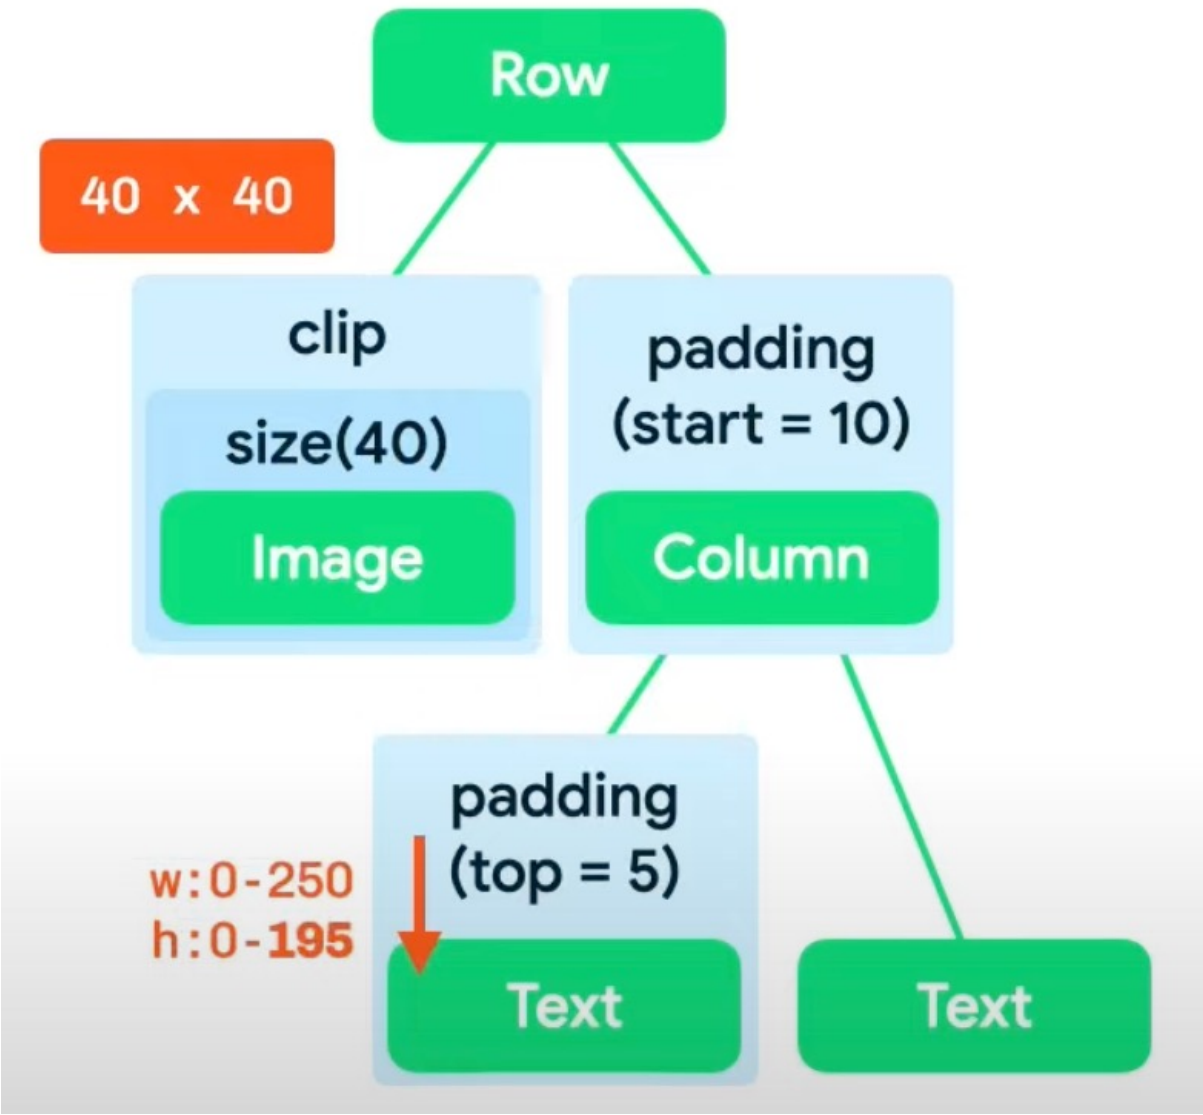 Row
40 x 40
clip
size(40)
Image
padding
(start = 10)
Column
w:0-250
h:0-195
padding
(top = 5)
Text
Text